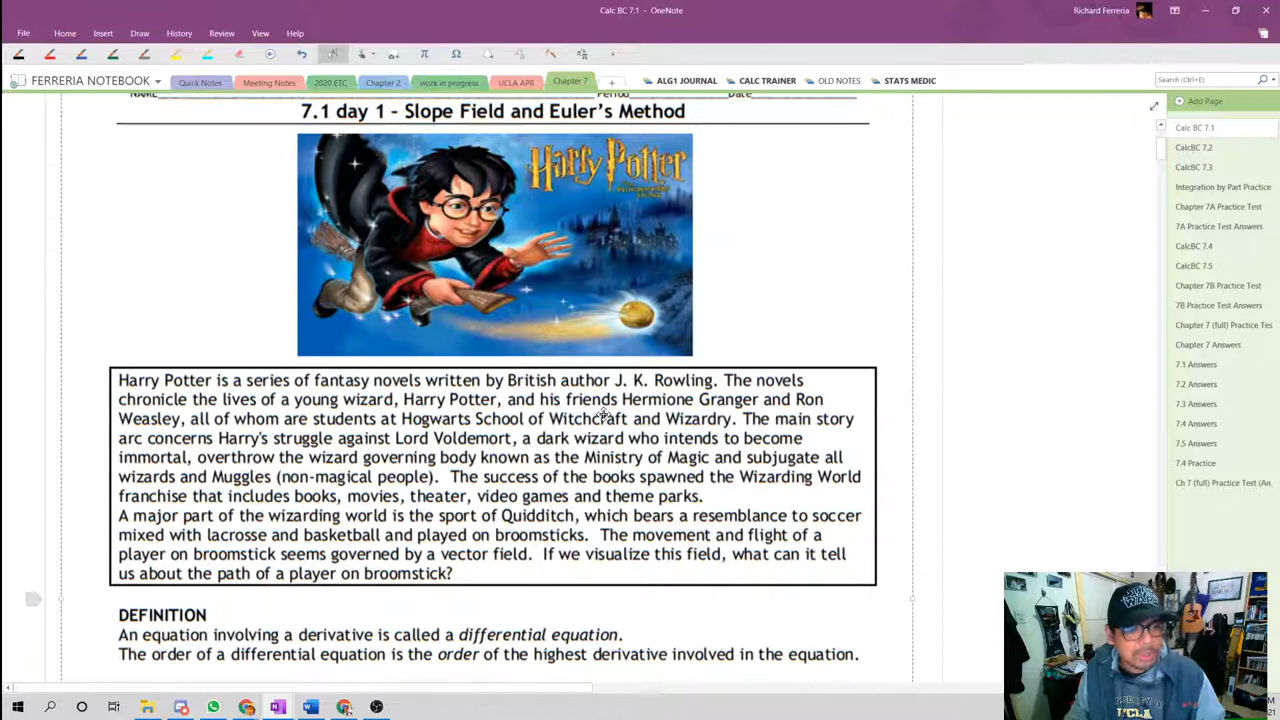 Calc BC 7.1 - OneNote
Richard Ferreria
File Home Insert Draw History Review View Help
FERRERIA NOTEBOOK
Quick Notes
Meeting Notes
2020 ETC
Chapter 2
work in progress
UCLA APR
Chapter 7
ALG1 JOURNAL
CALC TRAINER
OLD NOTES
STATS MEDIC
Search (Ctrl+E)
NAME Period Date
7.1 day 1 - Slope Field and Euler's Method
Harry Potter
Harry Potter is a series of fantasy novels written by British author J. K. Rowling. The novels
chronicle the lives of a young wizard, Harry Potter, and his friends Hermione Granger and Ron
Weasley, all of whom are students at Hogwarts School of Witchcraft and Wizardry. The main story
arc concerns Harry's struggle against Lord Voldemort, a dark wizard who intends to become
immortal, overthrow the wizard governing body known as the Ministry of Magic and subjugate all
wizards and Muggles (non-magical people). The success of the books spawned the Wizarding World
franchise that includes books, movies, theater, video games and theme parks.
A major part of the wizarding world is the sport of Quidditch, which bears a resemblance to soccer
mixed with lacrosse and basketball and played on broomsticks. The movement and flight of a
player on broomstick seems governed by a vector field. If we visualize this field, what can it tell
us about the path of a player on broomstick?
DEFINITION
An equation involving a derivative is called a differential equation.
The order of a differential equation is the order of the highest derivative involved in the equation.
Add Page
Calc BC 7.1
CalcBC 7.2
CalcBC 7.3
Integration by Part Practice
Chapter 7A Practice Test
7A Practice Test Answers
CalcBC 7.4
CalcBC 7.5
Chapter 7B Practice Test
7B Practice Test Answers
Chapter 7 (full) Practice Tes
Chapter 7 Answers
7.1 Answers
7.2 Answers
7.3 Answers
7.4 Answers
7.5 Answers
7.4 Practice
Ch 7 (full) Practice Test (An
UCLA